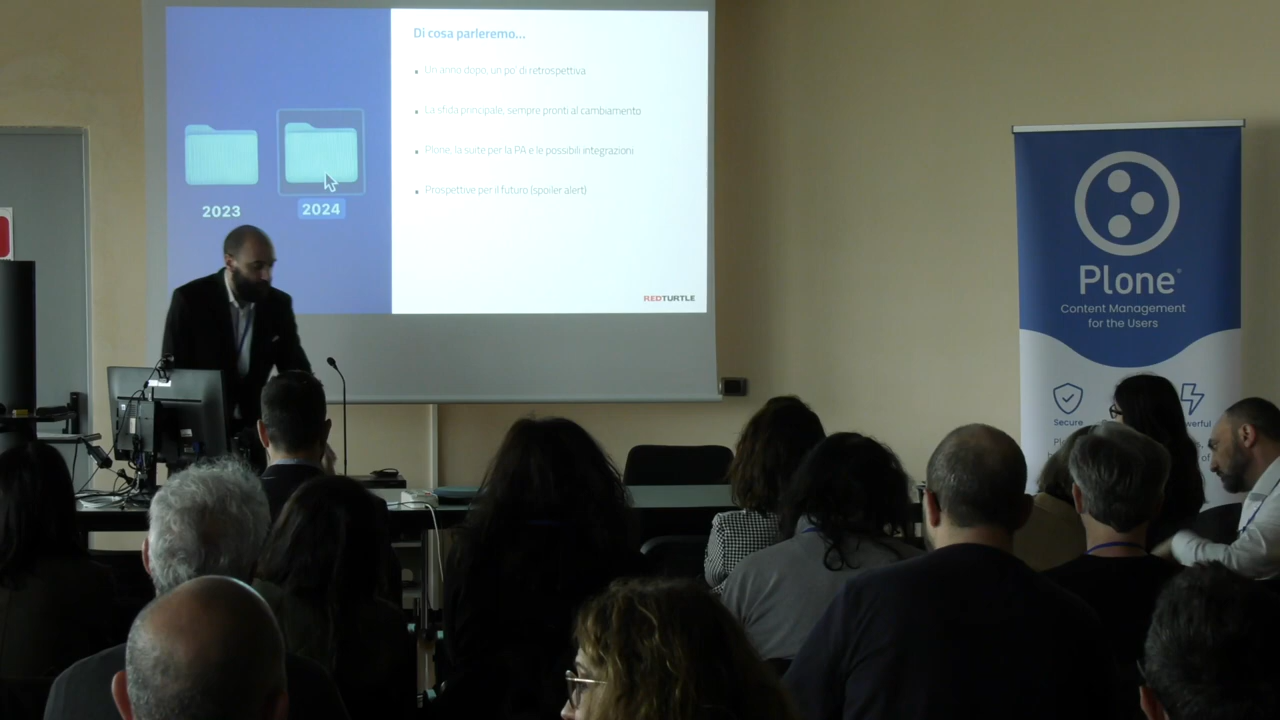 Di cosa parleremo...
Un anno dopo, un po' di retrospettiva
La sfida principale, sempre pronti al cambiamento
Plone, la suite per la PA e le possibili integrazioni
Prospettive per il futuro (spoiler alert)
2023
2024
REDTURTLE
Plone
Content Management
for the Users
Secure